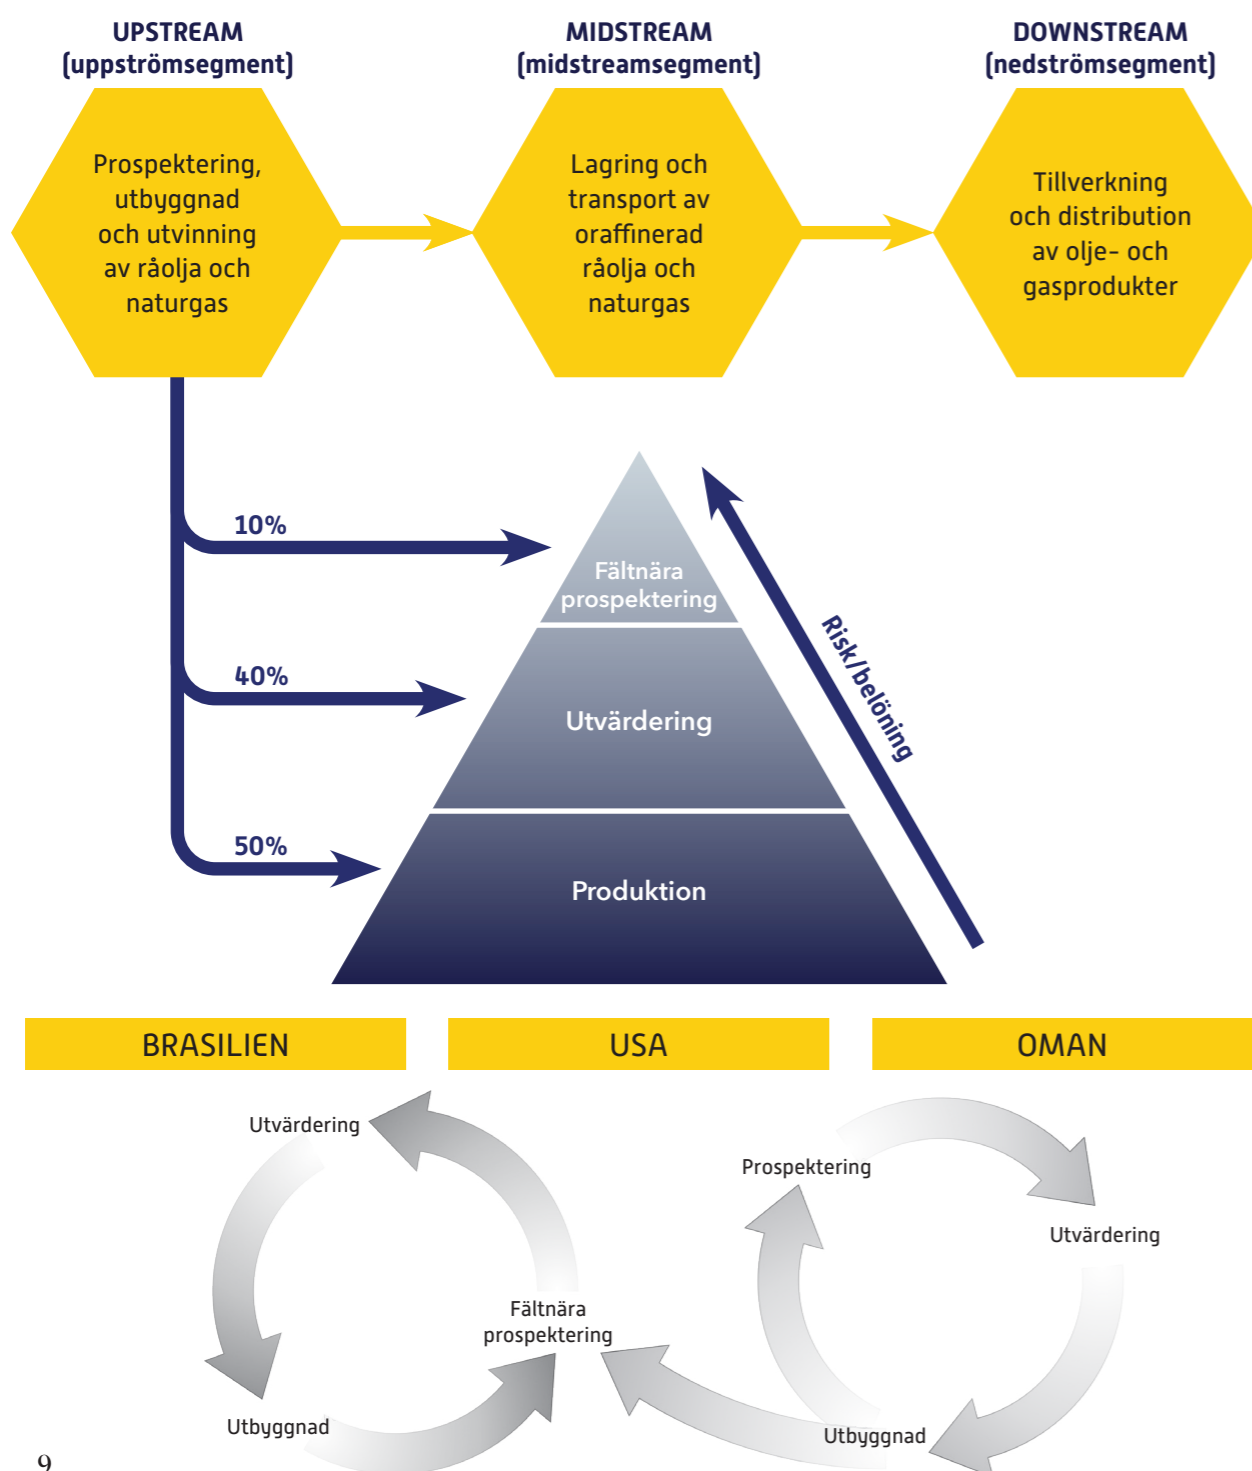 UPSTREAM
(uppströmsegment)
MIDSTREAM
(midstreamsegment)
DOWNSTREAM
(nedströmsegment)
Prospektering,
utbyggnad
och utvinning
av råolja och
naturgas
Lagring och
transport av
oraffinerad
råolja och
naturgas
Tillverkning
och distribution
av olje- och
gasprodukter
10%
40%
50%
Fältnära
prospektering
Utvärdering
Produktion
Risk/belöning
BRASILIEN
USA
OMAN
Utvärdering
Fältnära
prospektering
Utbyggnad
Prospektering
Utvärdering
Utbyggnad
9